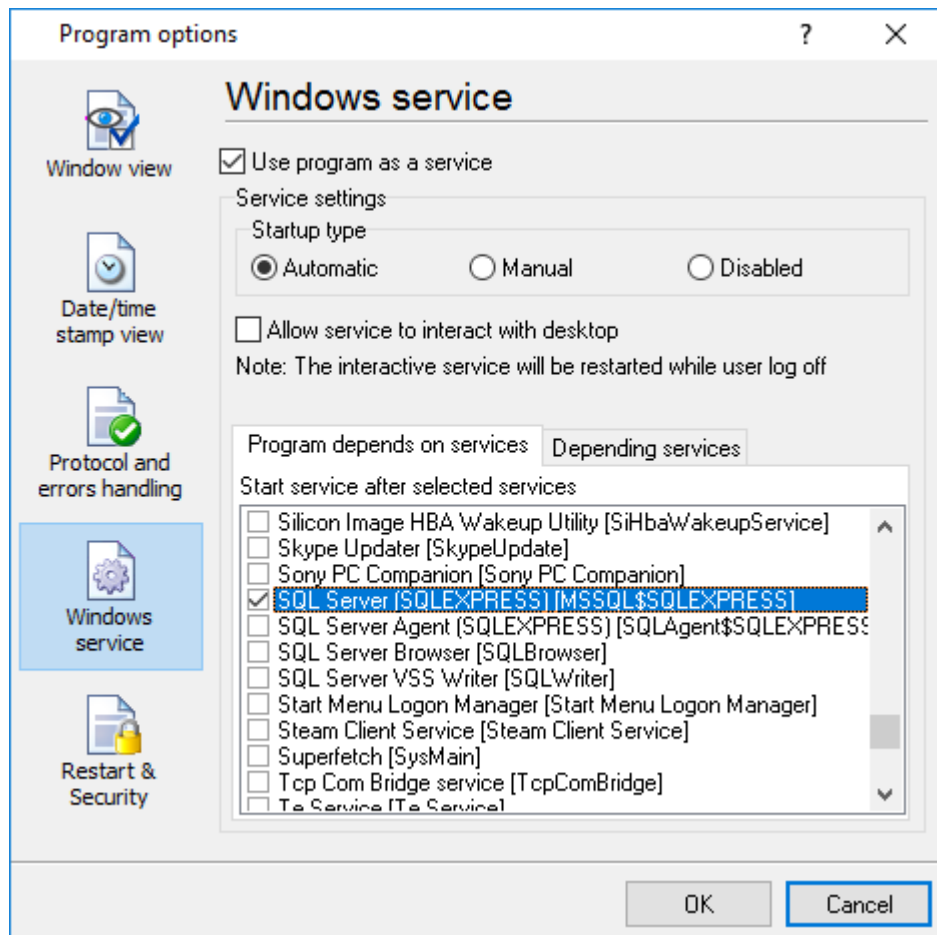 Program options
?
Window view
Date/time
stamp view
Protocol and
errors handling
Windows
service
Restart &
Security
Windows service
Use program as a service
Service settings
Startup type
Automatic
Manual
Disabled
Allow service to interact with desktop
Note: The interactive service will be restarted while user log off
Program depends on services
Depending services
Start service after selected services
Silicon Image HBA Wakeup Utility [SiHbaWakeupService]
Skype Updater [SkypeUpdate]
Sony PC Companion [Sony PC Companion]
SQL Server (SQLEXPRESS) [MSSQL$SQLEXPRESS]
SQL Server Agent (SQLEXPRESS) [SQLAgent$SQLEXPRESS
SQL Server Browser [SQLBrowser]
SQL Server VSS Writer [SQLWriter]
Start Menu Logon Manager [Start Menu Logon Manager]
Steam Client Service [Steam Client Service]
Superfetch [SysMain]
Tcp Com Bridge service [TcpComBridge]
Te.Service [Te.Service]
OK
Cancel